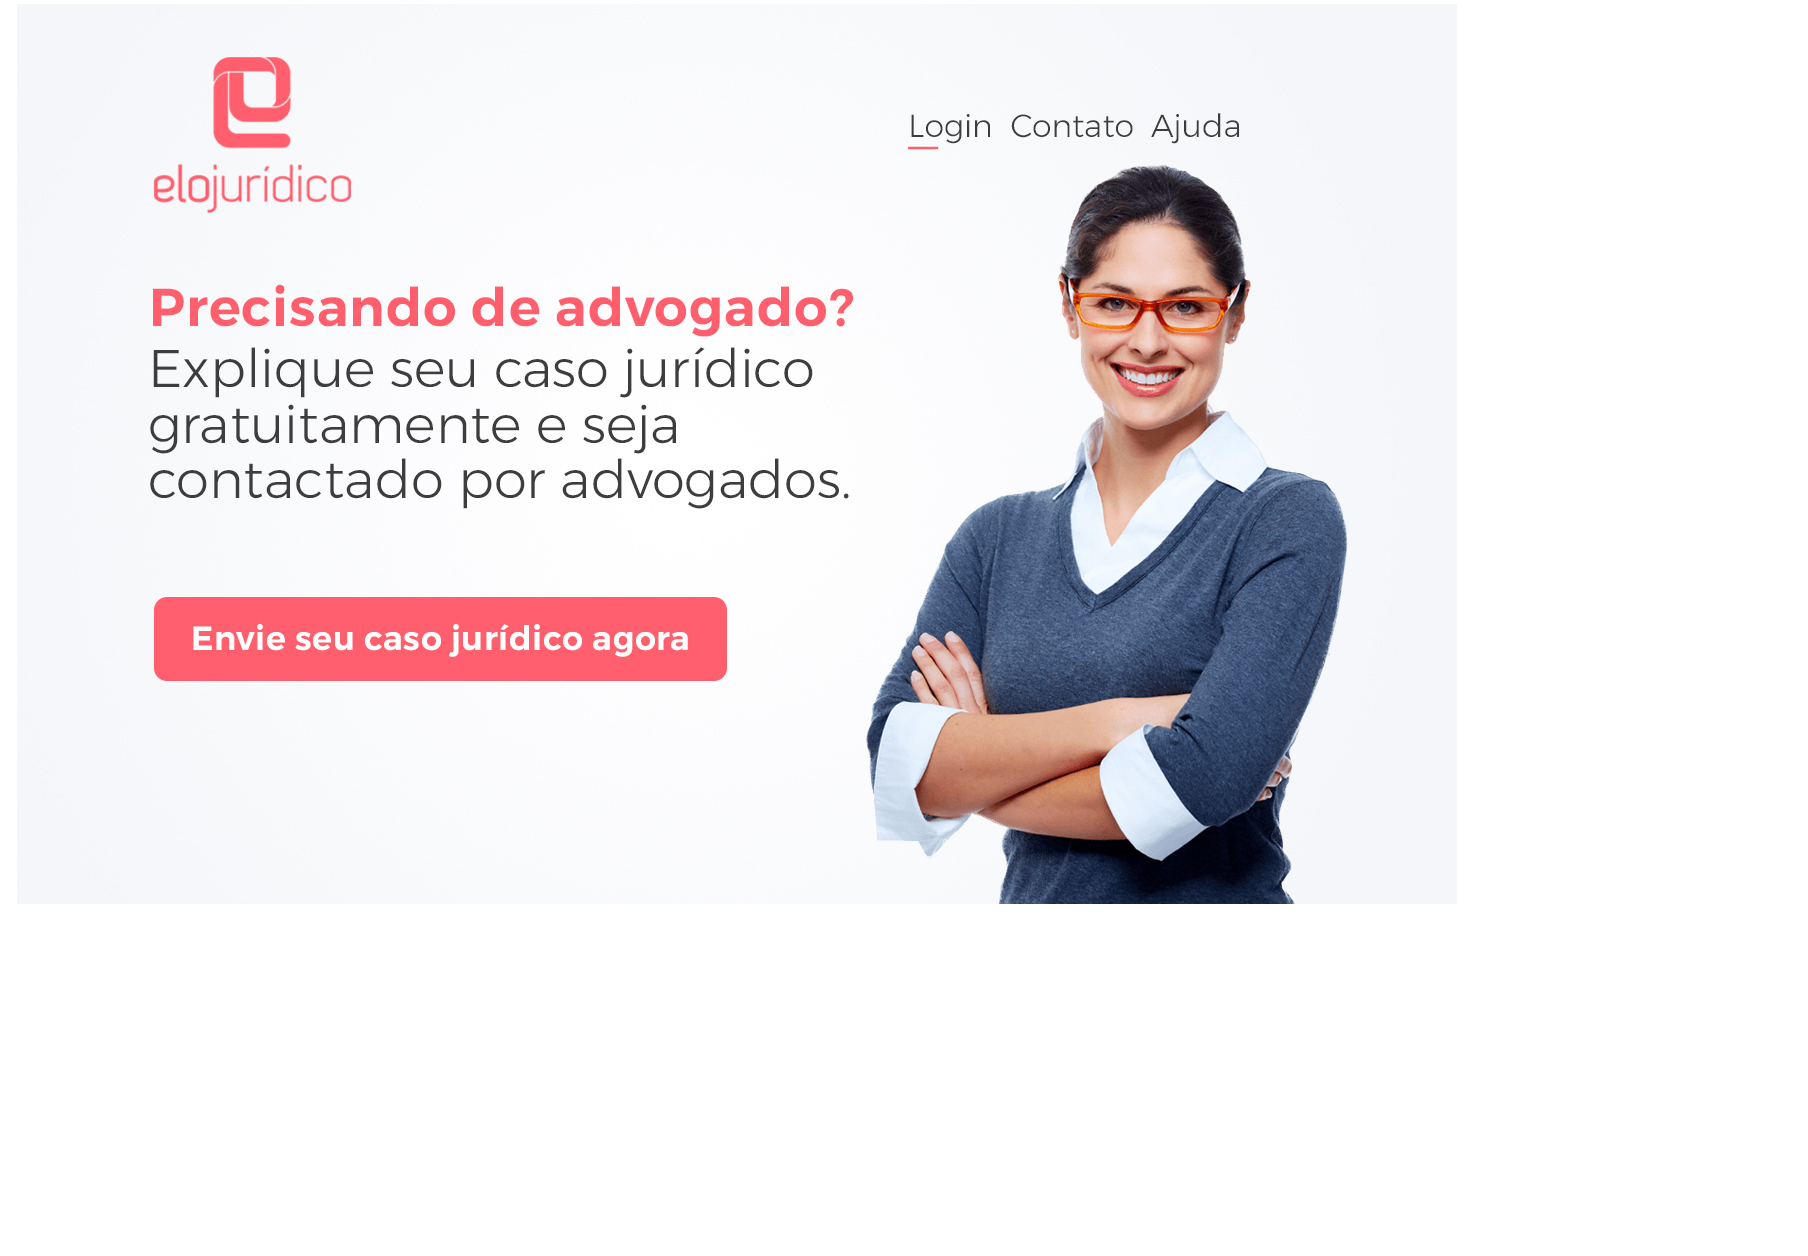 elojurídico
Login Contato Ajuda
Precisando de advogado?
Explique seu caso jurídico
gratuitamente e seja
contactado por advogados.
Envie seu caso jurídico agora